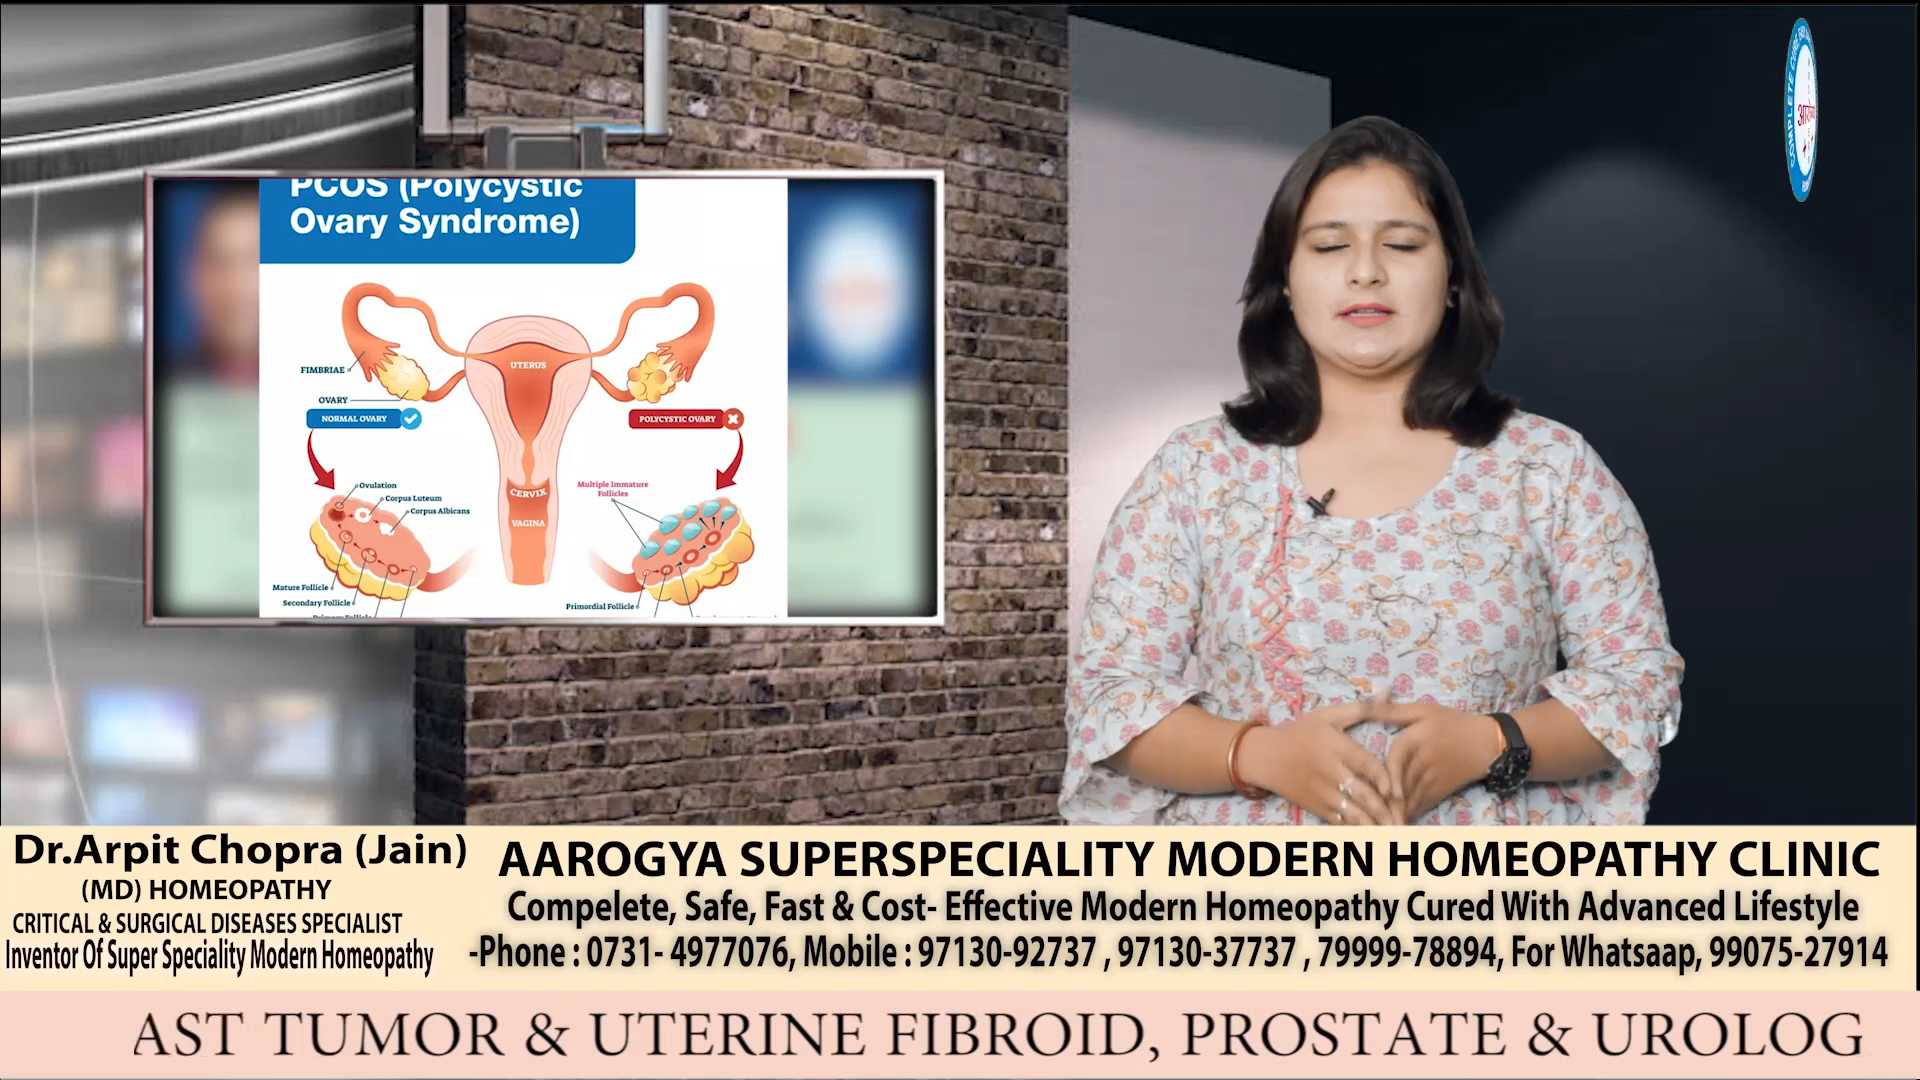 COMPLETE CURE
आरोग्य
PCOS (Polycystic
Ovary Syndrome)
FIMBRIAE
UTERUS
OVARY
NORMAL OVARY
POLYCYSTIC OVARY
Ovulation
Corpus Luteum
Corpus Albicans
CERVIX
VAGINA
Multiple Immature
Follicles
Mature Follicle
Secondary Follicle
Primordial Follicle
Dr.Arpit Chopra (Jain)
(MD) HOMEOPATHY
CRITICAL & SURGICAL DISEASES SPECIALIST
Inventor Of Super Speciality Modern Homeopathy
AAROGYA SUPERSPECIALITY MODERN HOMEOPATHY CLINIC
Compelete, Safe, Fast & Cost- Effective Modern Homeopathy Cured With Advanced Lifestyle
-Phone : 0731- 4977076, Mobile : 97130-92737 , 97130-37737 , 79999-78894, For Whatsaap, 99075-27914
AST TUMOR & UTERINE FIBROID, PROSTATE & UROLOG